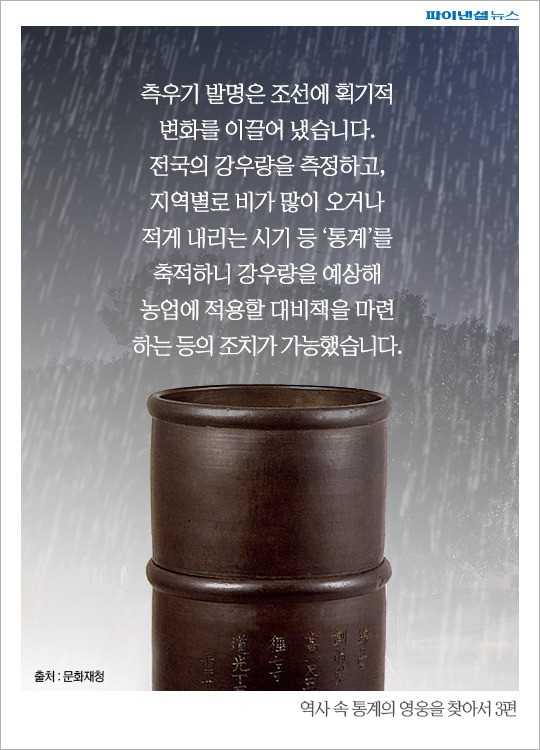 파이낸셜뉴스
측우기 발명은 조선에 획기적
변화를 이끌어 냈습니다.
전국의 강우량을 측정하고,
지역별로 비가 많이 오거나
적게 내리는 시기 등 ‘통계’를
축적하니 강우량을 예상해
농업에 적용할 대비책을 마련
하는 등의 조치가 가능했습니다.
출처 : 문화재청
역사 속 통계의 영웅을 찾아서 3편